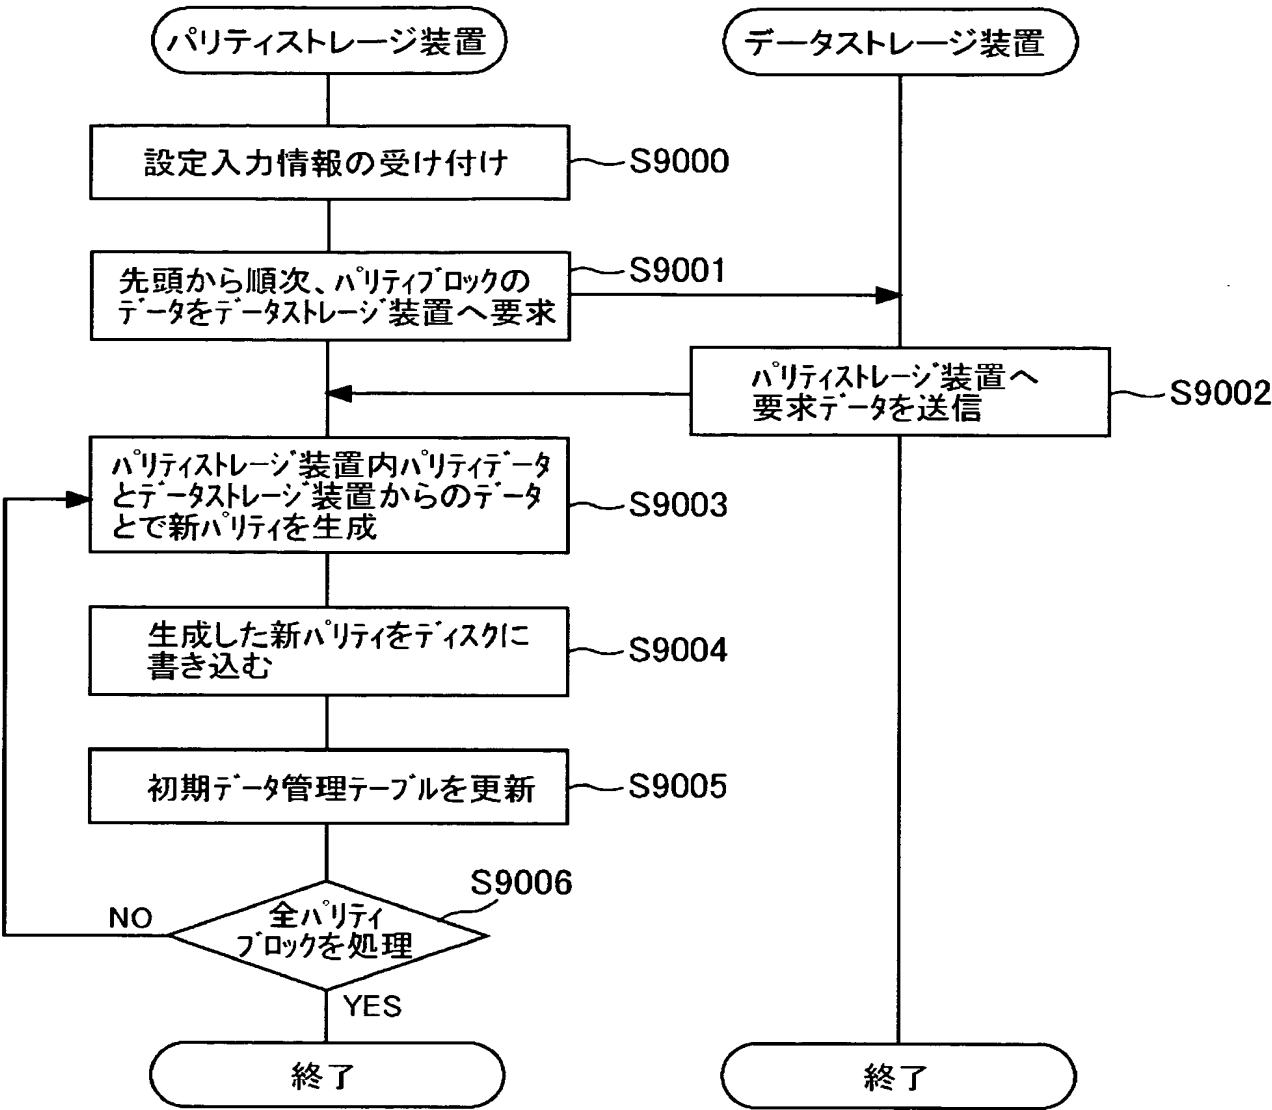 パリティストレージ装置
データストレージ装置
設定入力情報の受け付け
S9000
先頭から順次、パリティブロックの
データをデータストレージ装置へ要求
S9001
パリティストレージ装置へ
要求データを送信
S9002
パリティストレージ装置内パリティデータ
とデータストレージ装置からのデータ
とで新パリティを生成
S9003
生成した新パリティをディスクに
書き込む
S9004
初期データ管理テーブルを更新
S9005
S9006
全パリティ
ブロックを処理
NO
YES
終了
終了